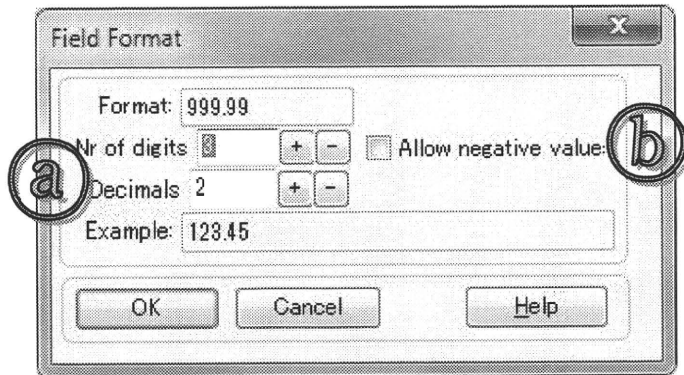 Field Format
X
Format: 999.99
Nr of digits 3 + - Allow negative value:
a b
Decimals 2 + -
Example: 123.45
OK Cancel Help